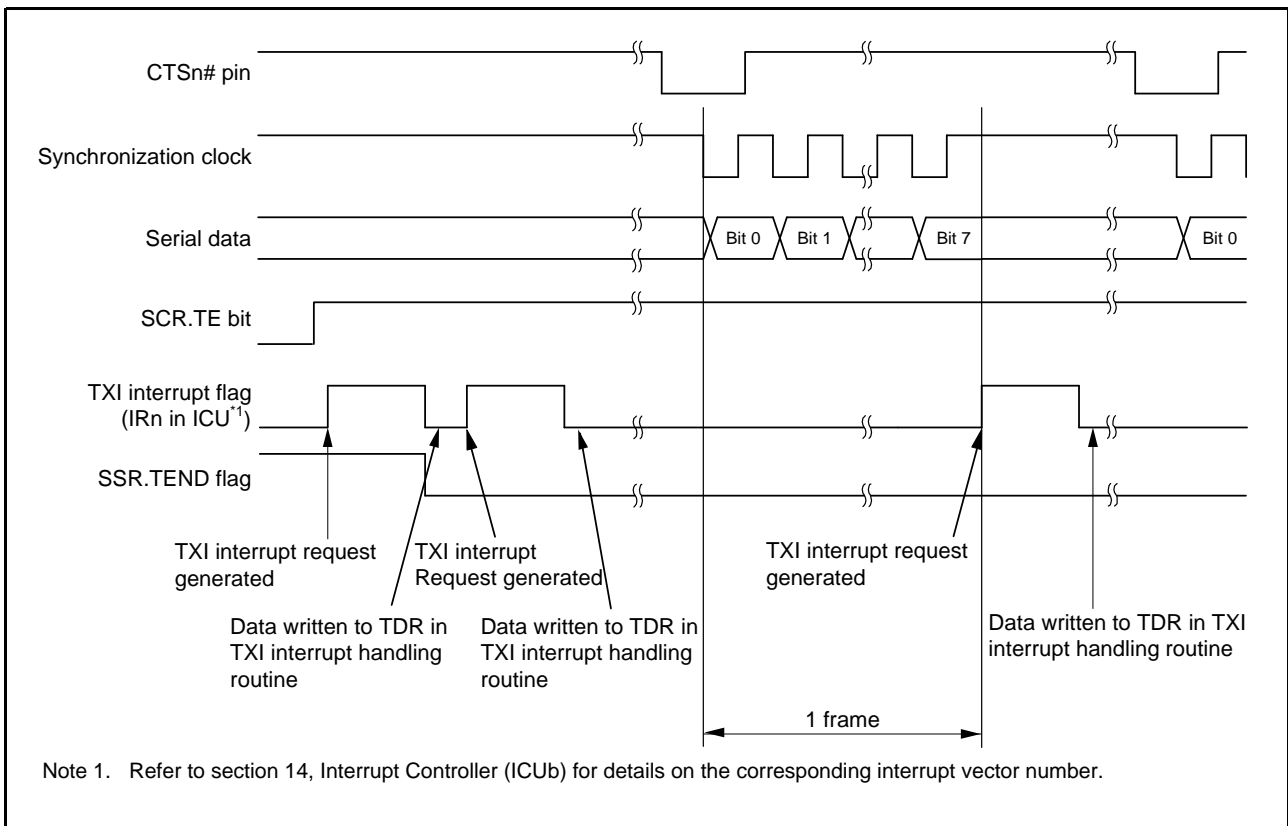 CTSn# pin
Synchronization clock
Serial data
Bit 0
Bit 1
Bit 7
Bit 0
SCR.TE bit
TXI interrupt flag
(IRn in ICU*1)
SSR.TEND flag
TXI interrupt request
generated
TXI interrupt
Request generated
TXI interrupt request
generated
Data written to TDR in
TXI interrupt handling
routine
Data written to TDR in
TXI interrupt handling
routine
Data written to TDR in TXI
interrupt handling routine
1 frame
Note 1. Refer to section 14, Interrupt Controller (ICUb) for details on the corresponding interrupt vector number.